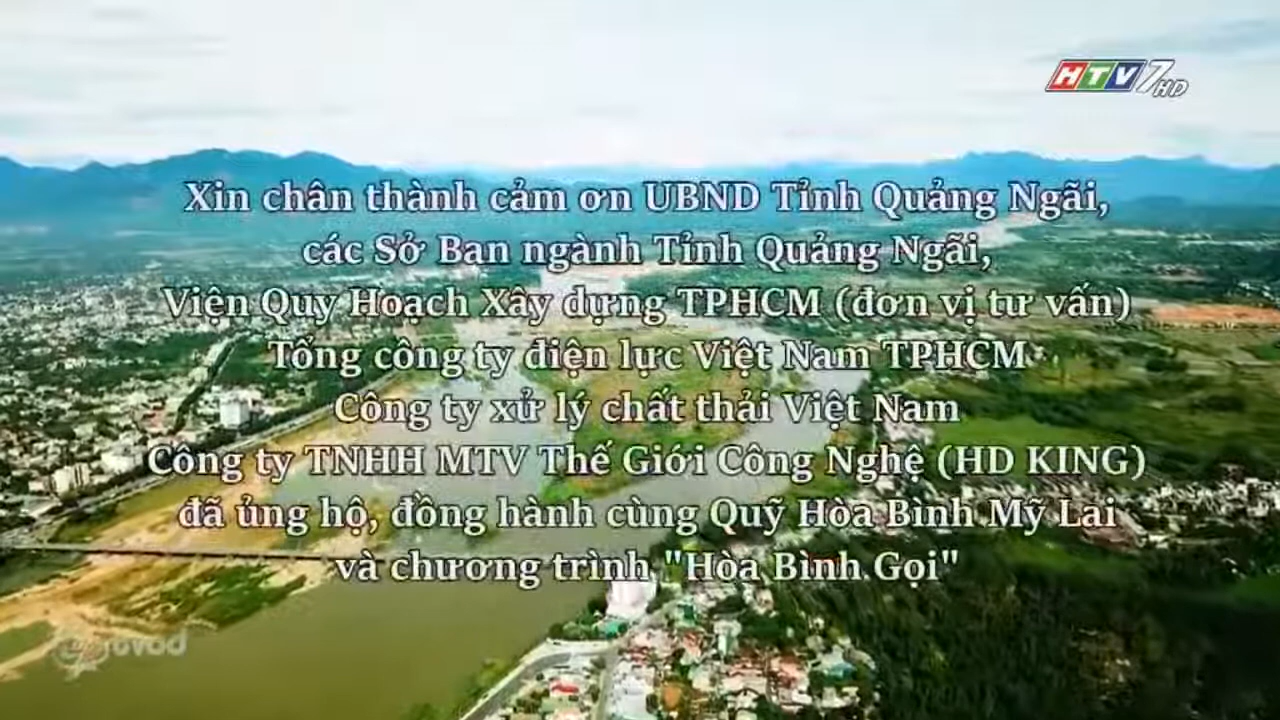 HTV7 HD
Xin chân thành cảm ơn UBND Tỉnh Quảng Ngãi,
các Sở Ban ngành Tỉnh Quảng Ngãi,
Viện Quy Hoạch Xây dựng TPHCM (đơn vị tư vấn)
Tổng công ty điện lực Việt Nam TPHCM
Công ty xử lý chất thải Việt Nam
Công ty TNHH MTV Thế Giới Công Nghệ (HD KING)
đã ủng hộ, đồng hành cùng Quỹ Hòa Bình Mỹ Lai
và chương trình "Hòa Bình Gọi"